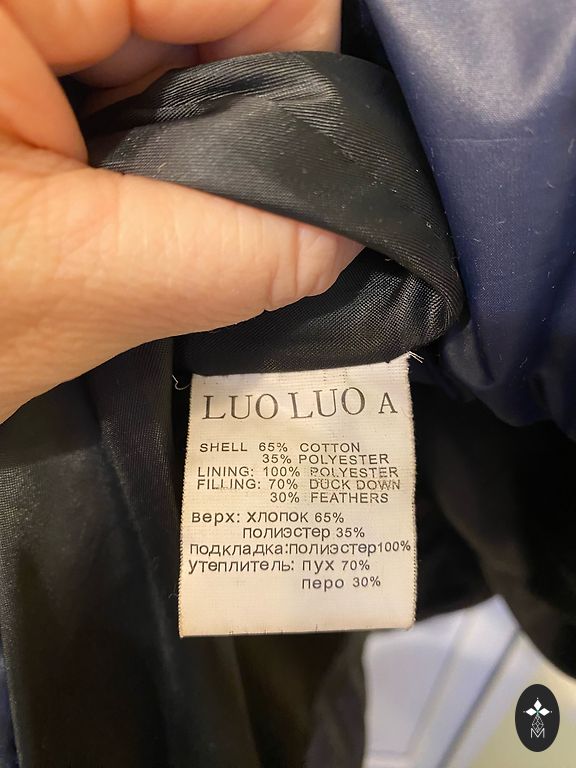 LUO LUO A
SHELL 65% COTTON
35% POLYESTER
LINING: 100% POLYESTER
FILLING: 70% DUCK DOWN
30% FEATHERS
верх: хлопок 65%
полиэстер 35%
подкладка:полиэстер100%
утеплитель: пух 70%
перо 30%